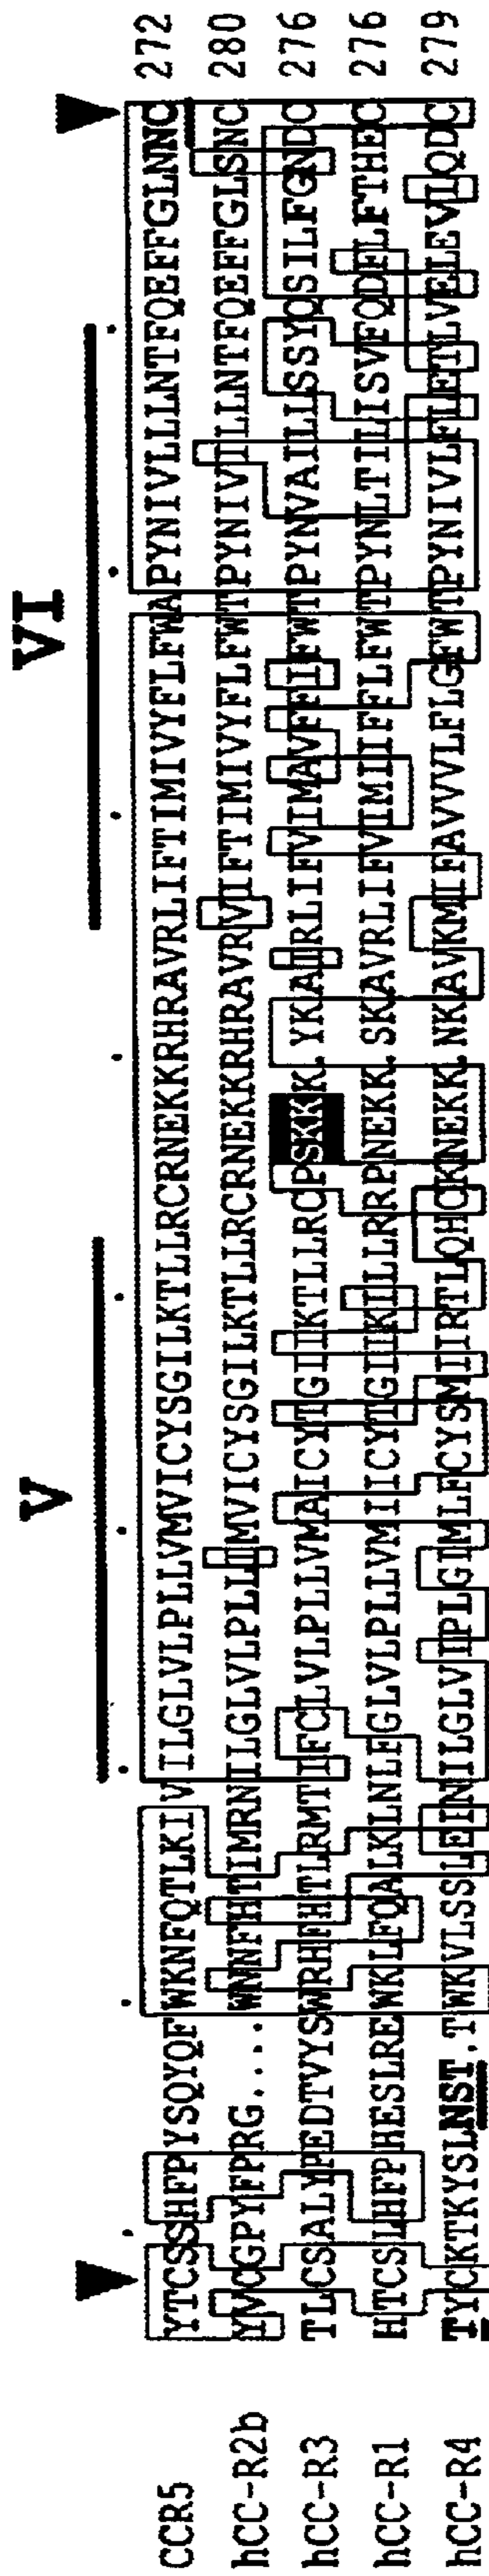 V VI
CCR5 YTCSSHFPYSQYQFWKNFQTLKIVILGLVLPLLVMVICYSGILKTLLRCRNEKKRHRAVRLIFTIMIVYFLFWAPYNIVLLLNTFQEFFGLNNC 272
hCC-R2b YVCGPYFPRG....WNNFHTIMRNILGLVLPLLIMVICYSGILKTLLRCRNEKKRHRAVRVIFTIMIVYFLFWTPYNIVILLNTFQEFFGLSNC 280
hCC-R3 TLCSALYPEDTVYSWRHFHTLRMTIFCLVLPLLVMAICYTGIIKTLLRCPSKKK.YKAIRLIFVIMAVFFIFWTPYNVAILLSSYQSILFGNDC 276
hCC-R1 HTCSLHFPHESLREWKLFQALKLNLFGLVLPLLVMIICYTGIIKILLRRPNEKK.SKAVRLIFVIMIIFFLFWTPYNLTILISVFQDFLFTHEC 276
hCC-R4 TYCKTKYSLNST.TWKVLSSLEINILGLVIPLGIMLFCYSMIIRTLQHCKNEKK.NKAVKMIFAVVVLFLGFWTPYNIVLFLETLVELEVLQDC 279